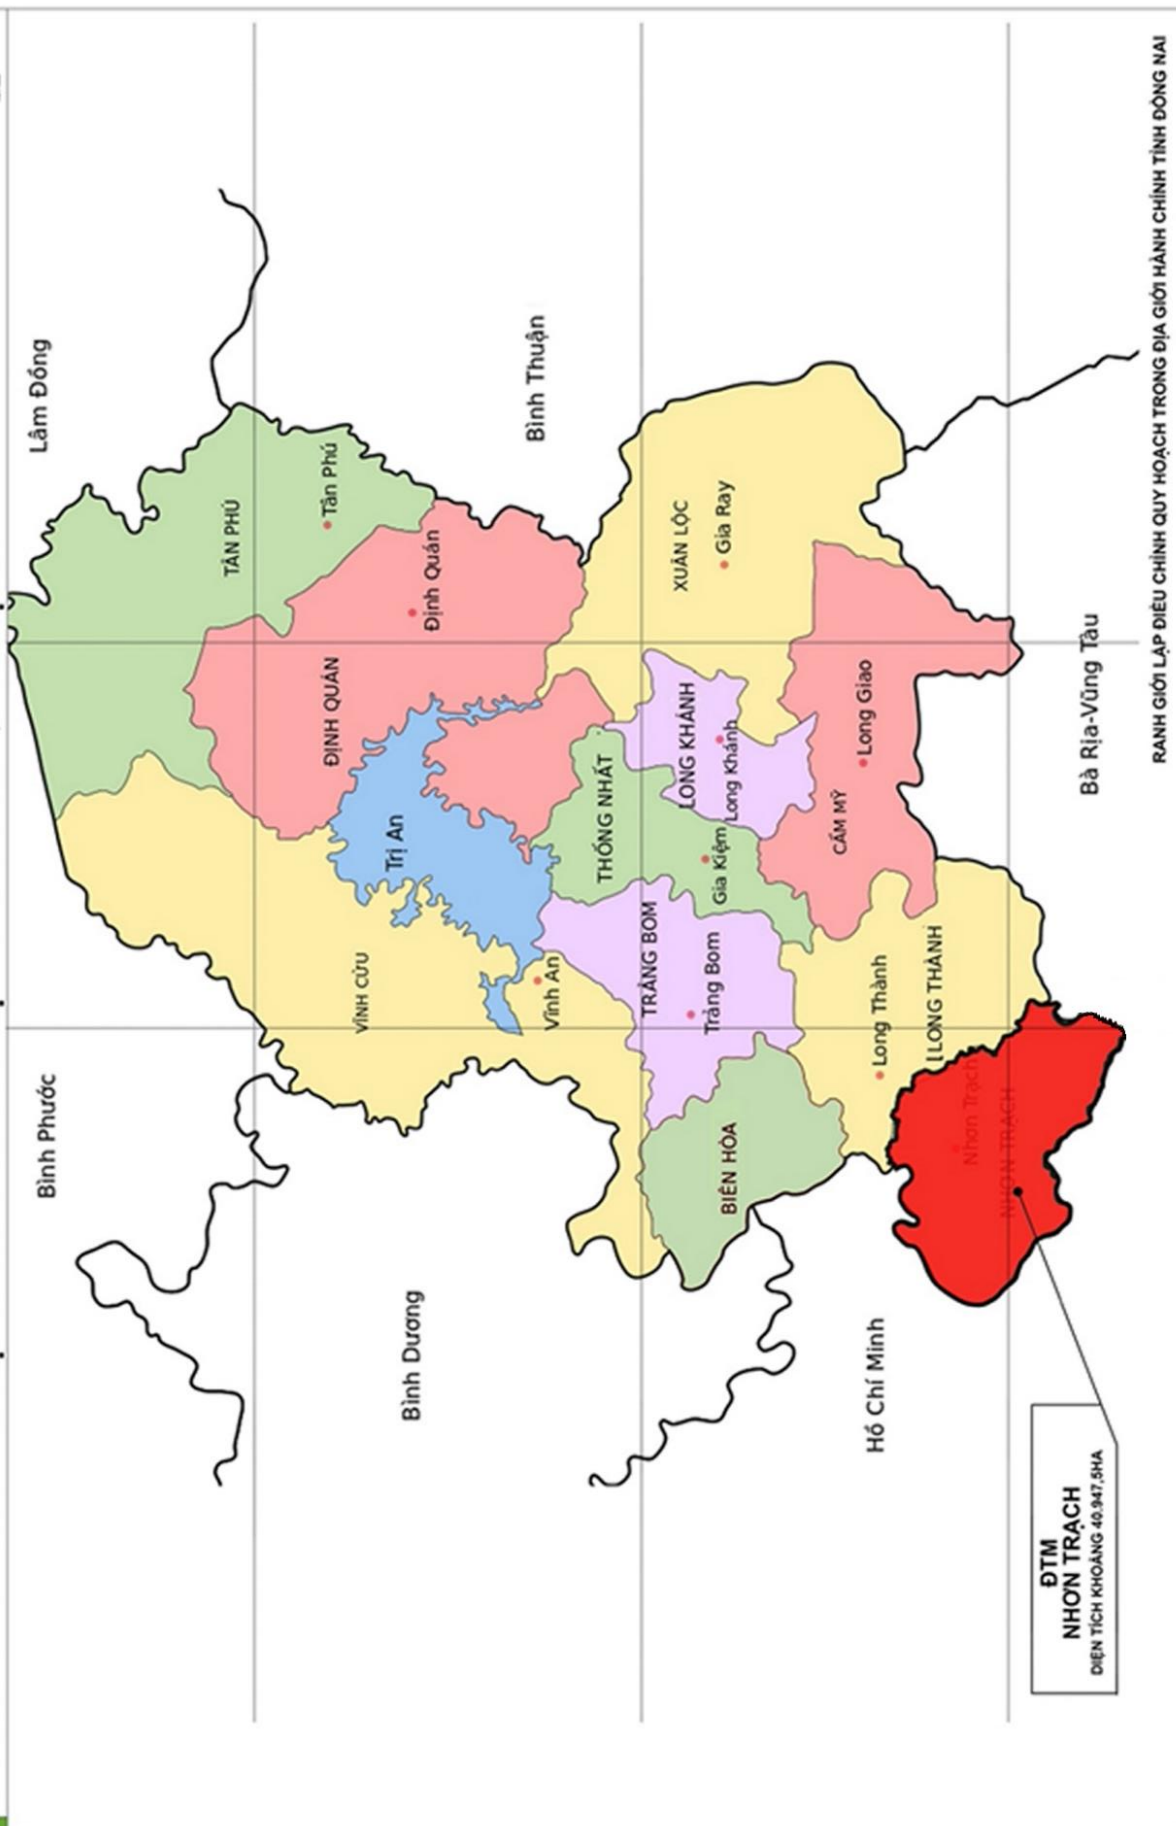 Lâm Đồng
Bình Phước
TÂN PHÚ
Tân Phú
ĐỊNH QUÁN
Định Quán
Bình Thuận
Trị An
VĨNH CỬU
Vĩnh An
Bình Dương
XUÂN LỘC
Gia Ray
THỐNG NHẤT
Gia Kiệm
LONG KHÁNH
Long Khánh
TRẢNG BOM
Trảng Bom
BIÊN HÒA
CẨM MỸ
Long Giao
Long Thành
LONG THÀNH
Hồ Chí Minh
Nhơn Trạch
NHƠN TRẠCH
Bà Rịa-Vũng Tàu
ĐTM
NHƠN TRẠCH
DIỆN TÍCH KHOẢNG 40.947,5HA
RANH GIỚI LẬP ĐIỀU CHỈNH QUY HOẠCH TRONG ĐỊA GIỚI HÀNH CHÍNH TỈNH ĐỒNG NAI